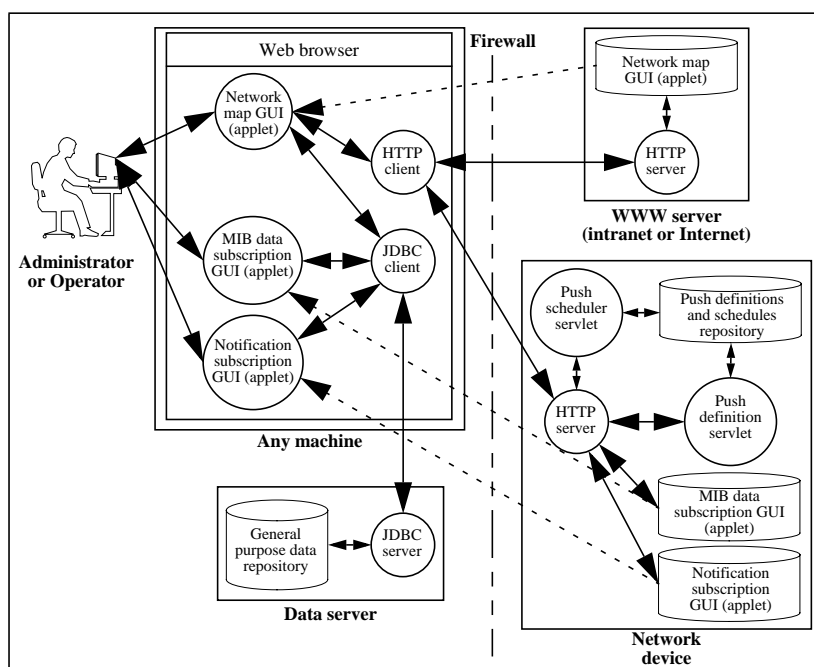 Web browser
Firewall
Network map
GUI (applet)
Network
map GUI
(applet)
HTTP
client
HTTP
server
WWW server
(intranet or Internet)
Administrator
or Operator
MIB data
subscription
GUI (applet)
JDBC
client
Notification
subscription
GUI (applet)
Any machine
Push
scheduler
servlet
Push definitions
and schedules
repository
HTTP
server
Push
definition
servlet
MIB data
subscription GUI
(applet)
Notification
subscription
GUI (applet)
Network
device
General
purpose data
repository
JDBC
server
Data server